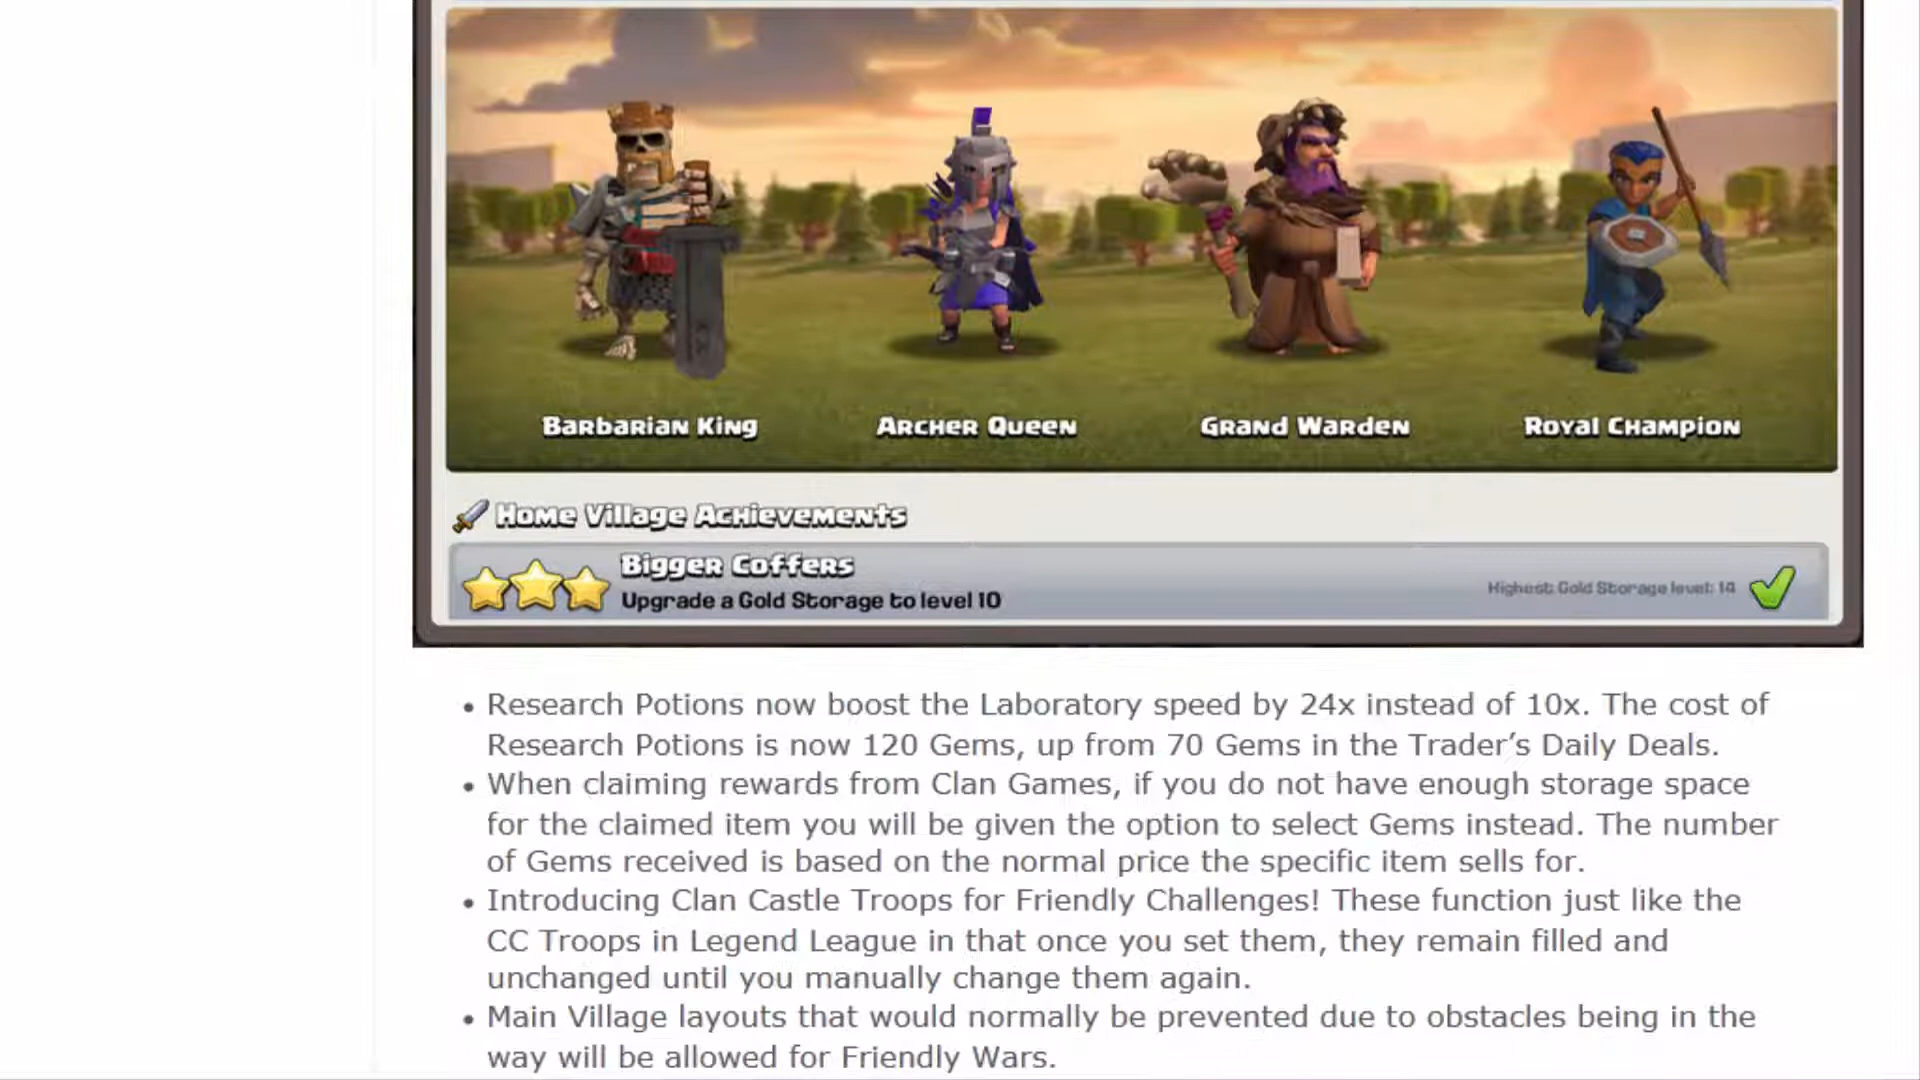 Barbarian King
Archer Queen
Grand Warden
Royal Champion
Home Village Achievements
Bigger Coffers
Upgrade a Gold Storage to level 10
Highest Gold Storage level: 14
• Research Potions now boost the Laboratory speed by 24x instead of 10x. The cost of
Research Potions is now 120 Gems, up from 70 Gems in the Trader’s Daily Deals.
• When claiming rewards from Clan Games, if you do not have enough storage space
for the claimed item you will be given the option to select Gems instead. The number
of Gems received is based on the normal price the specific item sells for.
• Introducing Clan Castle Troops for Friendly Challenges! These function just like the
CC Troops in Legend League in that once you set them, they remain filled and
unchanged until you manually change them again.
• Main Village layouts that would normally be prevented due to obstacles being in the
way will be allowed for Friendly Wars.